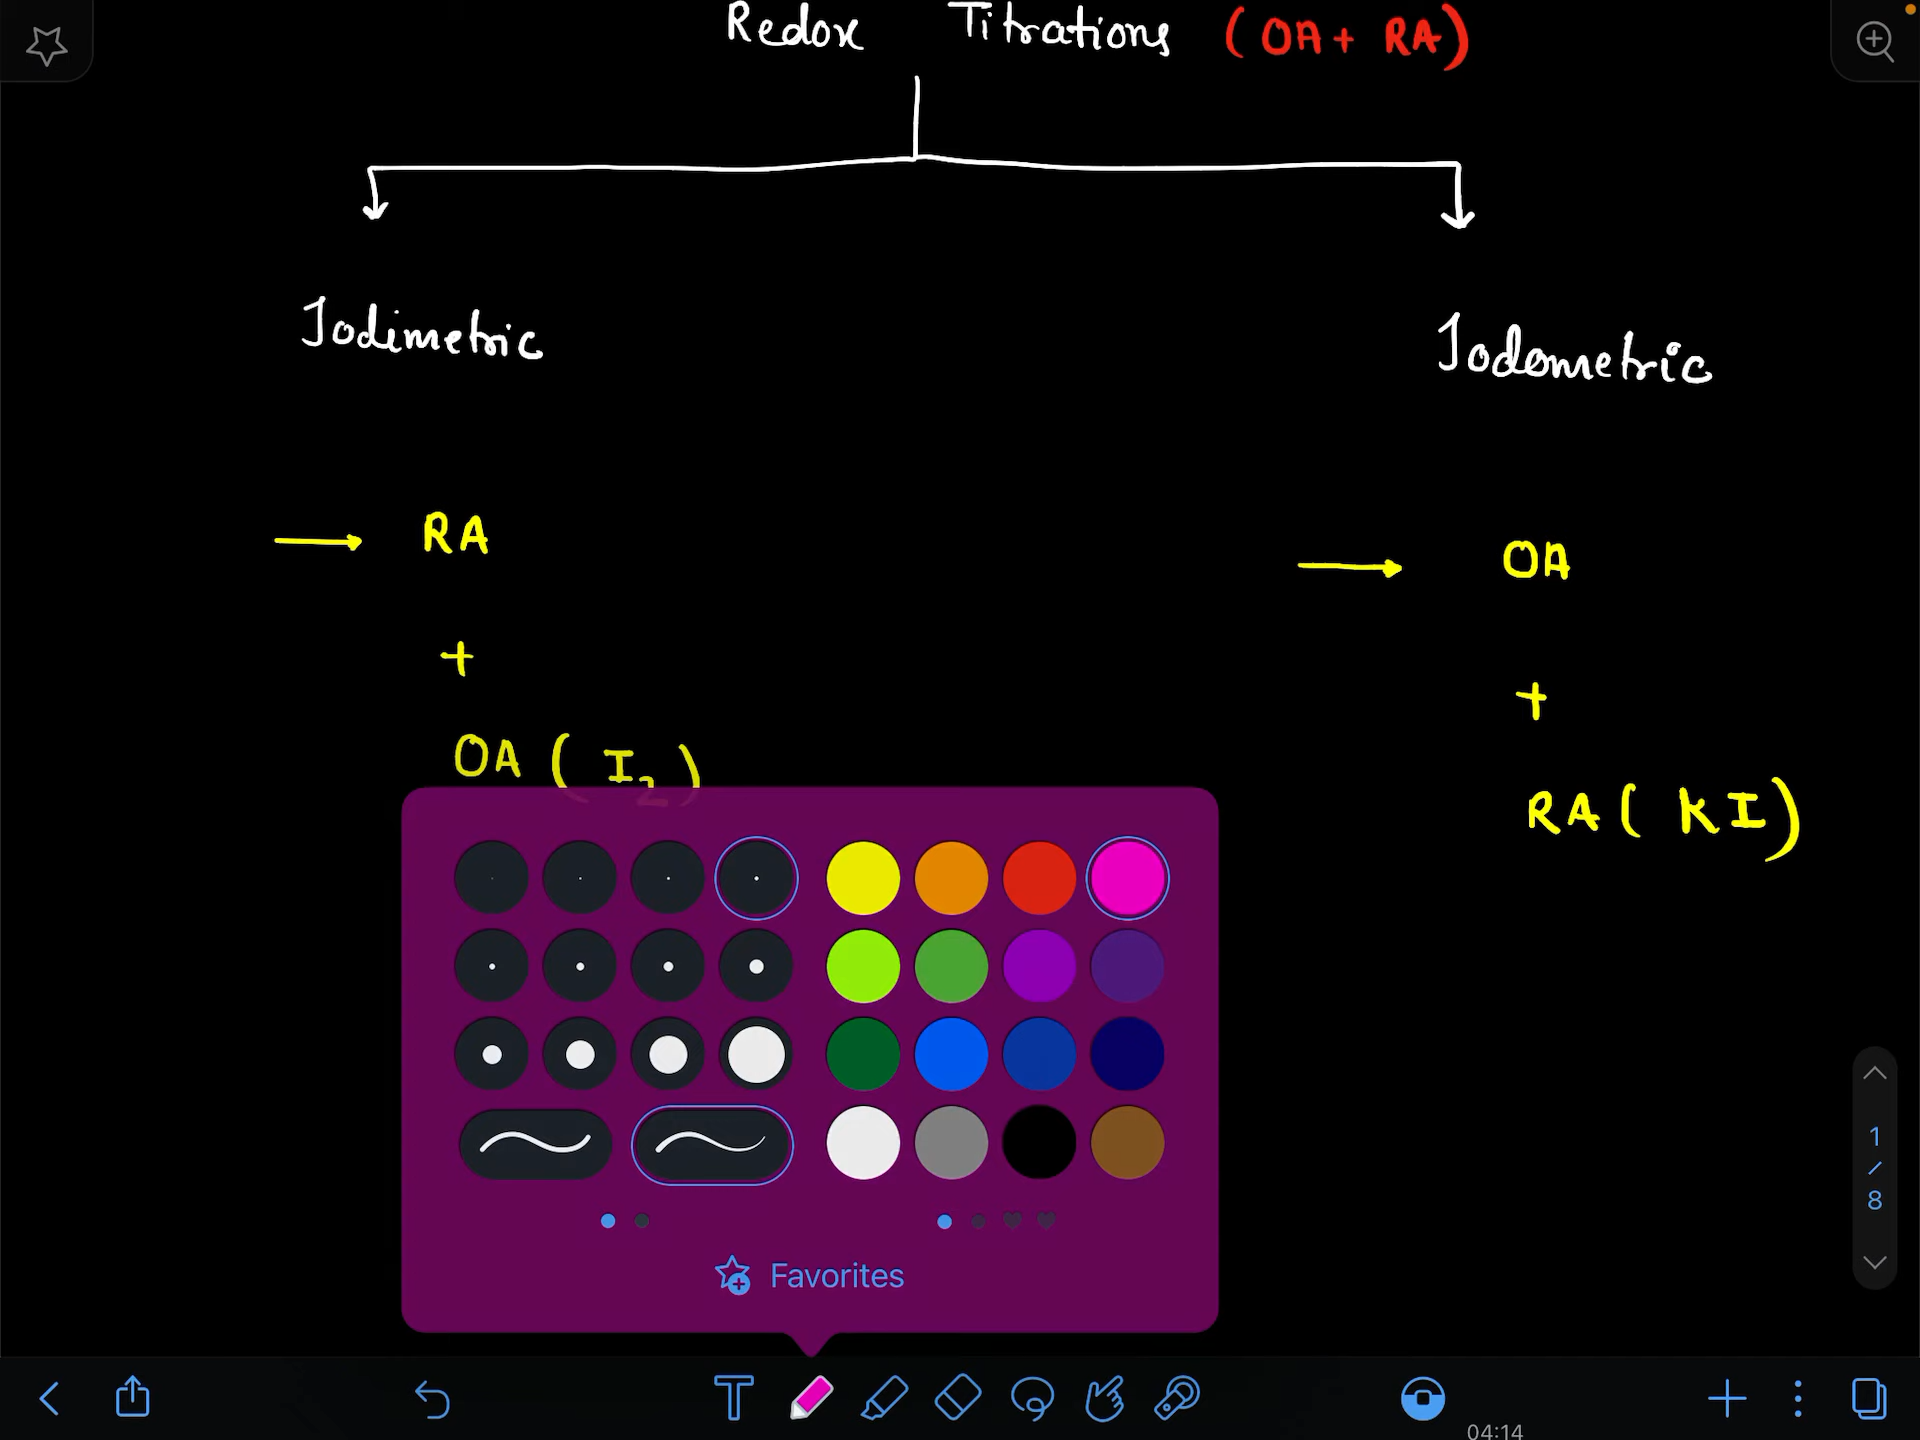 Redox Titrations (OA + RA)
Iodimetric
Iodometric
RA
+
OA ( I2 )
OA
+
RA ( KI )
Favorites
1
/
8
T
04:14